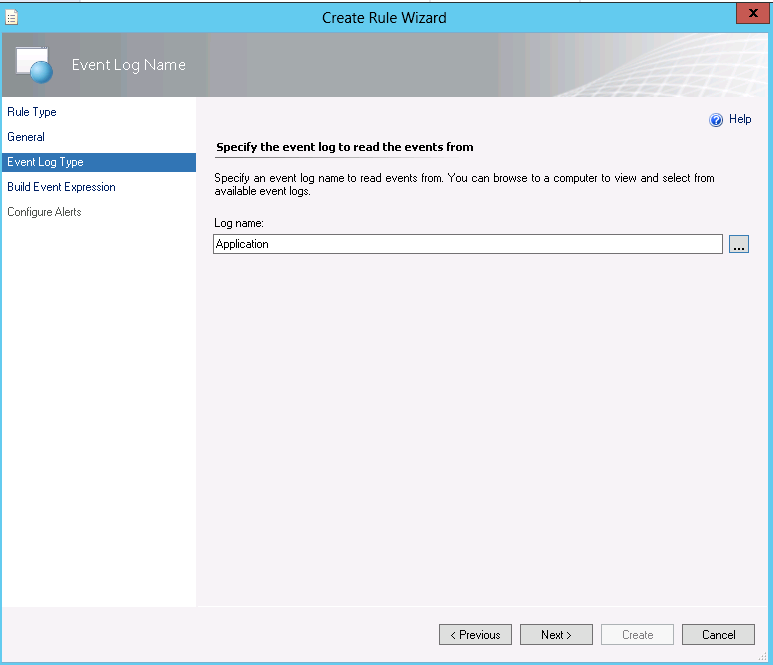 Create Rule Wizard
x
Event Log Name
Rule Type
General
Event Log Type
Build Event Expression
Configure Alerts
? Help
Specify the event log to read the events from
Specify an event log name to read events from. You can browse to a computer to view and select from
available event logs.
Log name:
Application
...
< Previous
Next >
Create
Cancel